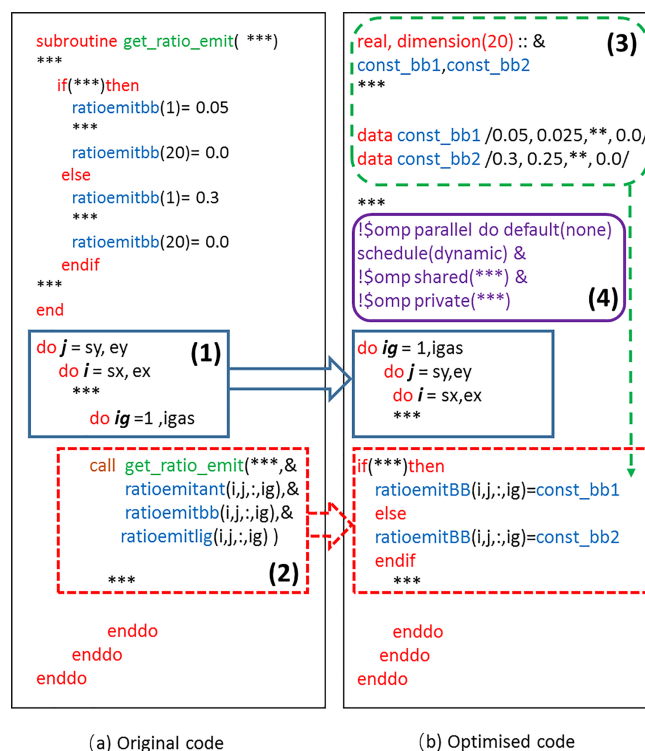 subroutine get_ratio_emit( ***)
***
if(***)then
ratioemitbb(1)= 0.05
***
ratioemitbb(20)= 0.0
else
ratioemitbb(1)= 0.3
***
ratioemitbb(20)= 0.0
endif
***
end
do j = sy, ey
(1)
do i = sx, ex
***
do ig =1 ,igas
call get_ratio_emit(***,&
ratioemitant(i,j,:,ig),&
ratioemitbb(i,j,:,ig),&
ratioemitlig(i,j,:,ig) )
(2)
***
enddo
enddo
enddo
(a) Original code
real, dimension(20) :: &
(3)
const_bb1,const_bb2
***
data const_bb1 /0.05, 0.025,**, 0.0/
data const_bb2 /0.3, 0.25,**, 0.0/
***
!$omp parallel do default(none)
schedule(dynamic) &
!$omp shared(***) &
!$omp private(***)
(4)
do ig = 1,igas
do j = sy,ey
do i = sx,ex
***
if(***)then
ratioemitBB(i,j,:,ig)=const_bb1
else
ratioemitBB(i,j,:,ig)=const_bb2
endif
***
enddo
enddo
enddo
(b) Optimised code